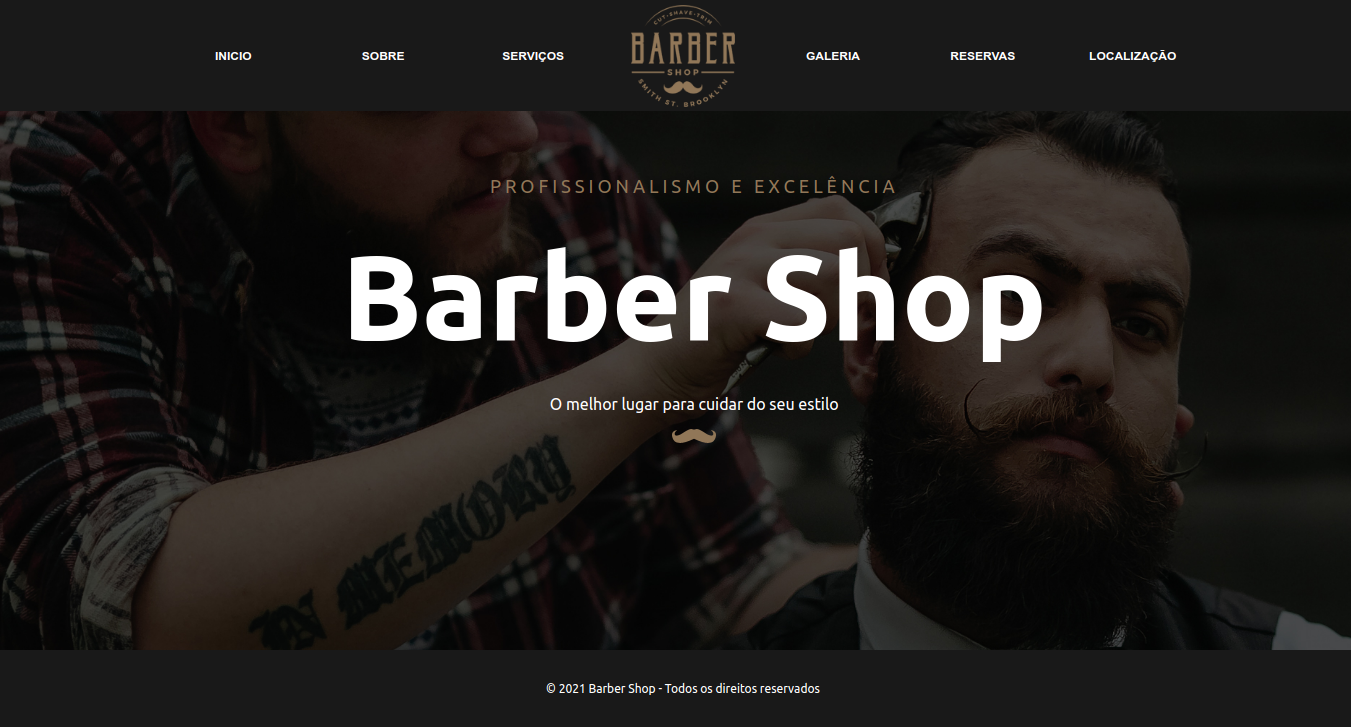 INICIO
SOBRE
SERVIÇOS
CUT-SHAVE-TRIM
BARBER
SHOP
SMITH ST. BROOKLYN
GALERIA
RESERVAS
LOCALIZAÇÃO
PROFISSIONALISMO E EXCELÊNCIA
Barber Shop
O melhor lugar para cuidar do seu estilo
IN MEMORY
© 2021 Barber Shop - Todos os direitos reservados